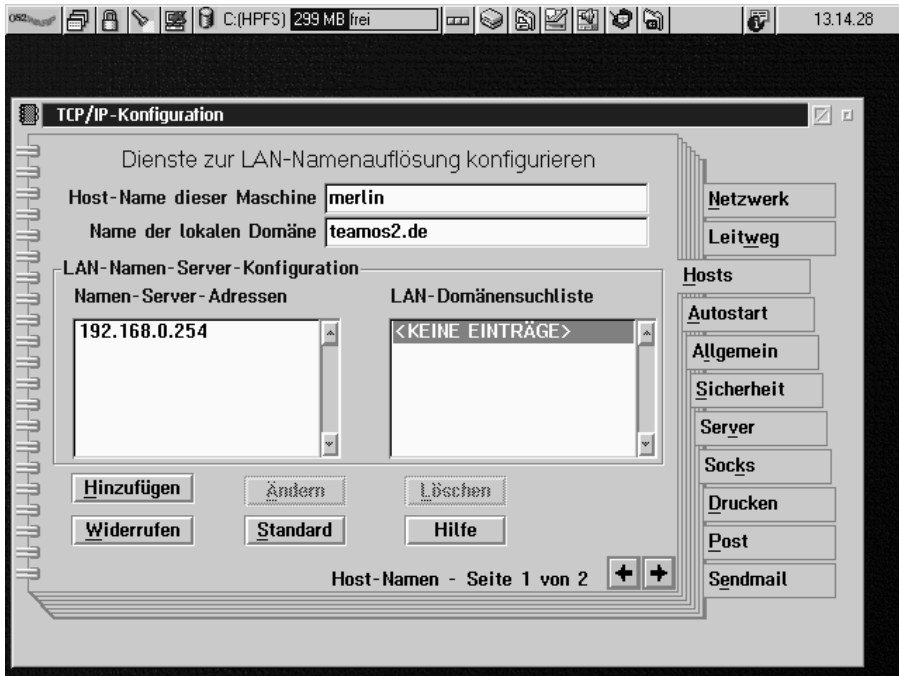 C:(HPFS) 299 MB frei
13.14.28
TCP/IP-Konfiguration
Dienste zur LAN-Namenauflösung konfigurieren
Host-Name dieser Maschine merlin
Name der lokalen Domäne teamos2.de
LAN-Namen-Server-Konfiguration
Namen-Server-Adressen
LAN-Domänensuchliste
192.168.0.254
<KEINE EINTRÄGE>
Hinzufügen
Ändern
Löschen
Widerrufen
Standard
Hilfe
Host-Namen - Seite 1 von 2
Netzwerk
Leitweg
Hosts
Autostart
Allgemein
Sicherheit
Server
Socks
Drucken
Post
Sendmail